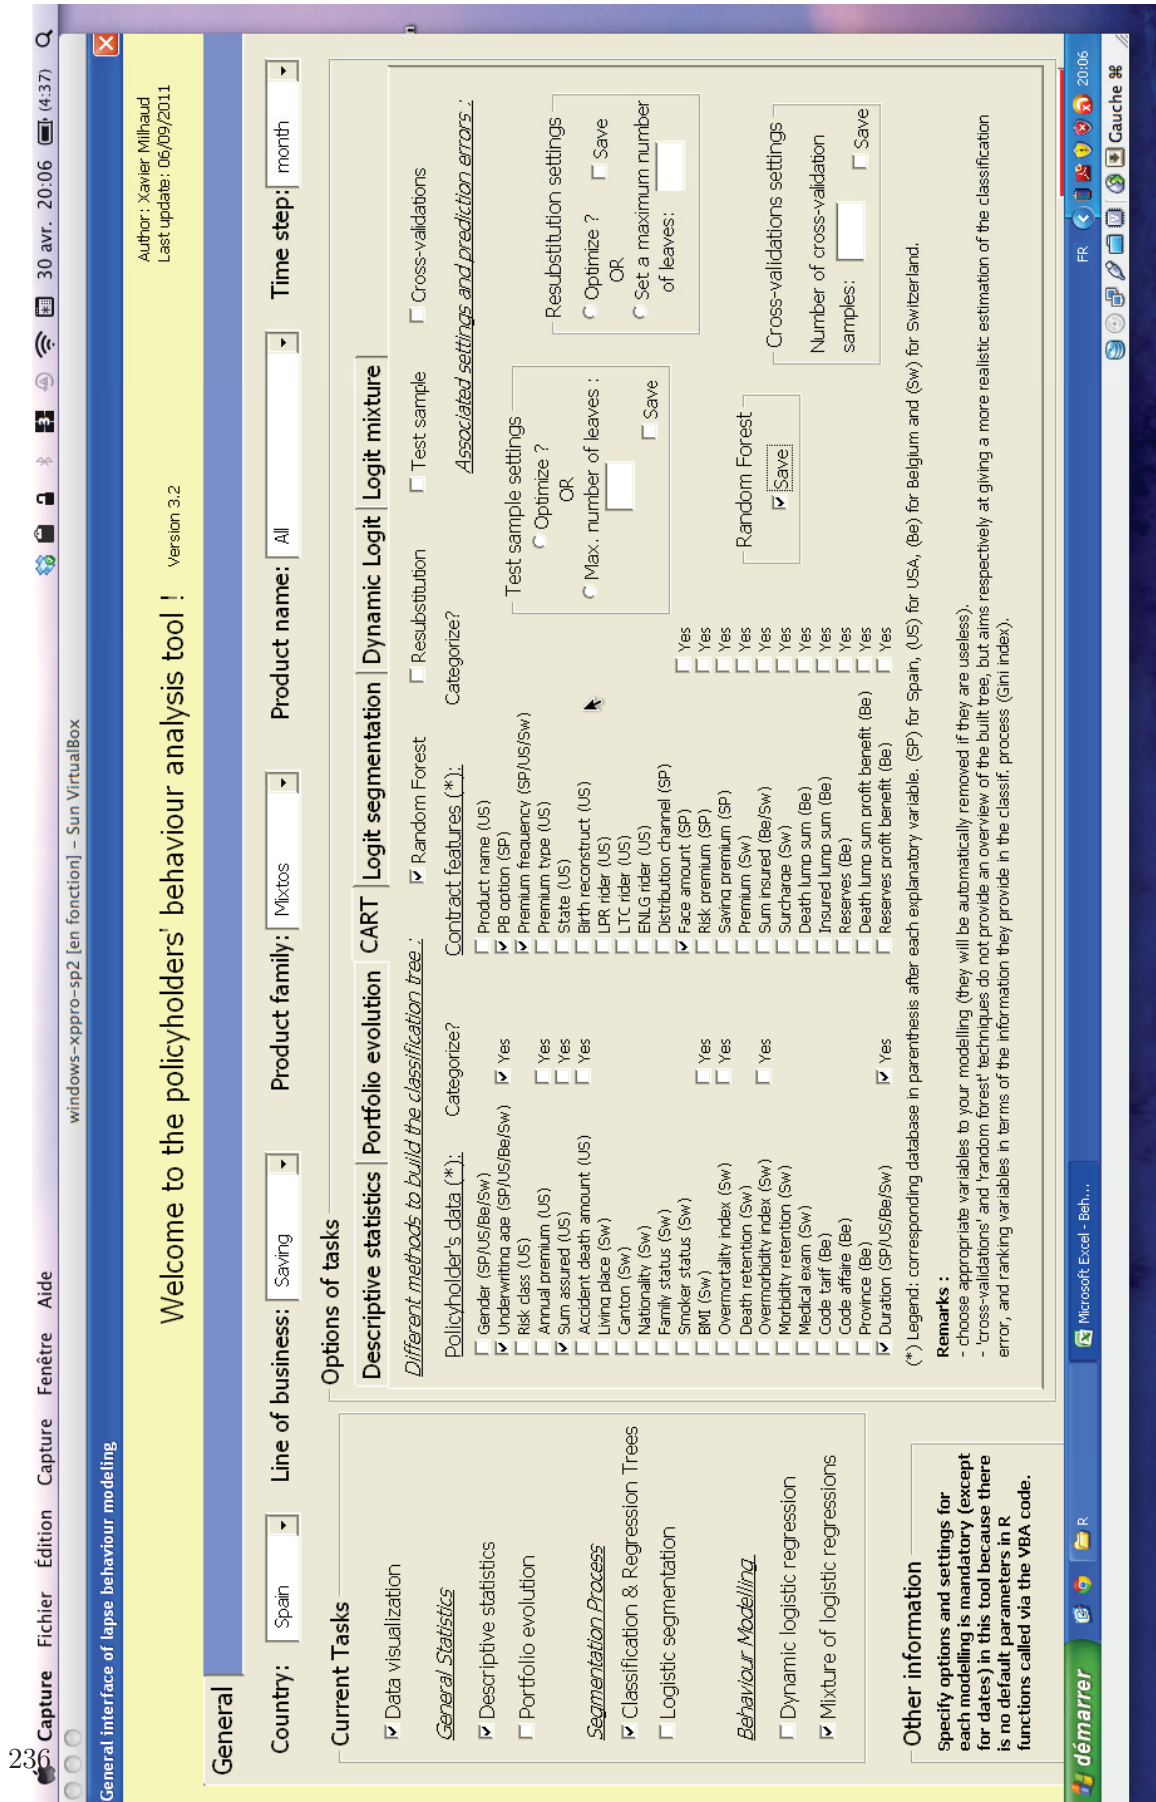 236
Capture Fichier Édition Capture Fenêtre Aide
30 avr. 20:06 (4:37)
windows-xppro-sp2 [en fonction] – Sun VirtualBox
General interface of lapse behaviour modeling
Welcome to the policyholders' behaviour analysis tool !
Version 3.2
Author: Xavier Milhaud
Last update: 06/09/2011
General
Country: Spain
Line of business: Saving
Product family: Mixtos
Product name: All
Time step: month
Current Tasks
Data visualization
General Statistics
Descriptive statistics
Portfolio evolution
Segmentation Process
Classification & Regression Trees
Logistic segmentation
Behaviour Modelling
Dynamic logistic regression
Mixture of logistic regressions
Other information
Specify options and settings for
each modelling is mandatory (except
for dates) in this tool because there
is no default parameters in R
functions called via the VBA code.
Options of tasks
Descriptive statistics Portfolio evolution CART Logit segmentation Dynamic Logit Logit mixture
Different methods to build the classification tree :
Random Forest
Resubstitution
Test sample
Cross-validations
Policyholder's data (*):
Categorize?
Gender (SP/US/Be/Sw)
Underwriting age (SP/US/Be/Sw) Yes
Risk class (US)
Annual premium (US) Yes
Sum assured (US) Yes
Accident death amount (US) Yes
Living place (Sw)
Canton (Sw)
Nationality (Sw)
Family status (Sw)
Smoker status (Sw)
BMI (Sw) Yes
Overmortality index (Sw) Yes
Death retention (Sw)
Overmorbidity index (Sw) Yes
Morbidity retention (Sw)
Medical exam (Sw)
Code tarif (Be)
Code affaire (Be)
Province (Be)
Duration (SP/US/Be/Sw) Yes
Contract features (*):
Categorize?
Product name (US)
PB option (SP)
Premium frequency (SP/US/Sw)
Premium type (US)
State (US)
Birth reconstruct (US)
LPR rider (US)
LTC rider (US)
ENLG rider (US)
Distribution channel (SP)
Face amount (SP) Yes
Risk premium (SP) Yes
Saving premium (SP) Yes
Premium (Sw) Yes
Sum insured (Be/Sw) Yes
Surcharge (Sw) Yes
Death lump sum (Be) Yes
Insured lump sum (Be) Yes
Reserves (Be) Yes
Death lump sum profit benefit (Be) Yes
Reserves profit benefit (Be) Yes
Associated settings and prediction errors :
Test sample settings
Optimize ?
OR
Max. number of leaves :
Save
Resubstitution settings
Optimize ?
Save
OR
Set a maximum number
of leaves:
Random Forest
Save
Cross-validations settings
Number of cross-validation
samples:
Save
(*) Legend: corresponding database in parenthesis after each explanatory variable. (SP) for Spain, (US) for USA, (Be) for Belgium and (Sw) for Switzerland.
Remarks :
- choose appropriate variables to your modelling (they will be automatically removed if they are useless).
- 'cross-validations' and 'random forest' techniques do not provide an overview of the built tree, but aims respectively at giving a more realistic estimation of the classification
error, and ranking variables in terms of the information they provide in the classif. process (Gini index).
démarrer
R
Microsoft Excel - Beh...
FR
20:06
Gauche ⌘